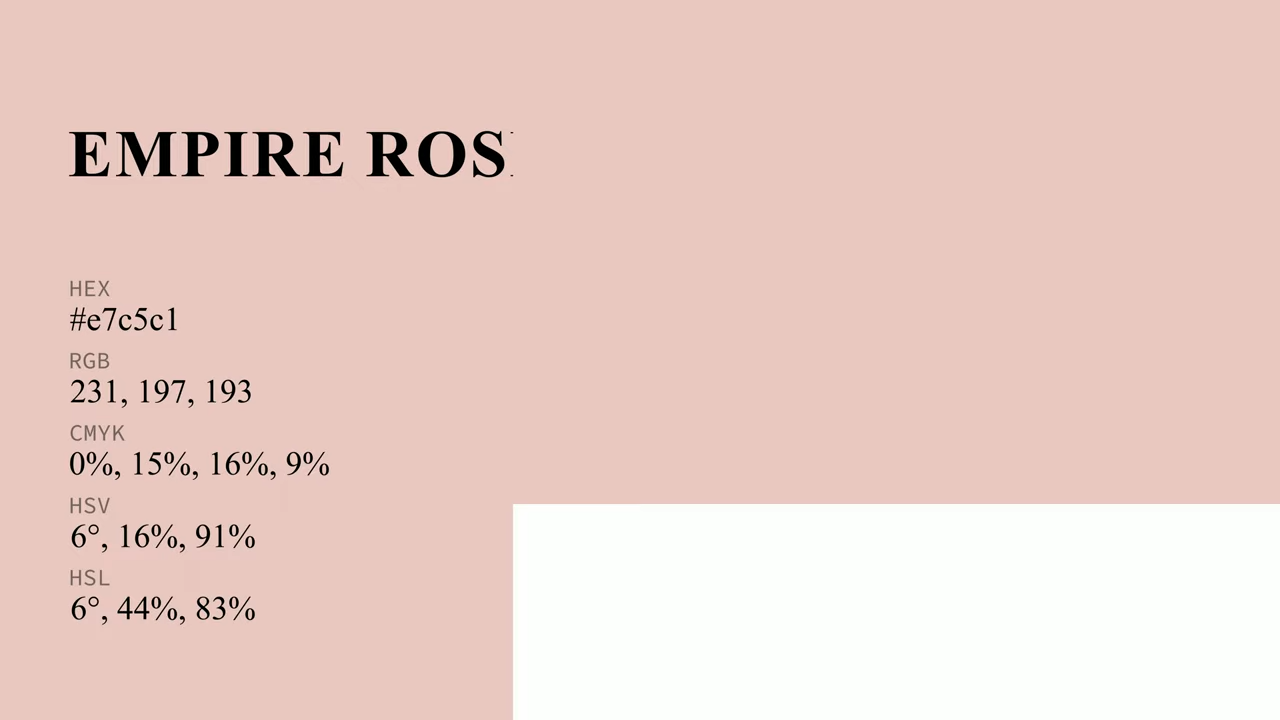 EMPIRE ROS
HEX
#e7c5c1
RGB
231, 197, 193
CMYK
0%, 15%, 16%, 9%
HSV
6°, 16%, 91%
HSL
6°, 44%, 83%